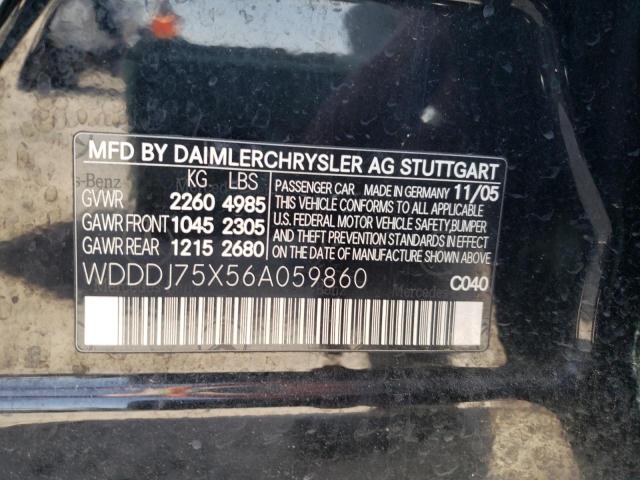 MFD BY DAIMLERCHRYSLER AG STUTTGART
KG LBS
GVWR 2260 4985
GAWR FRONT 1045 2305
GAWR REAR 1215 2680
PASSENGER CAR MADE IN GERMANY 11/05
THIS VEHICLE CONFORMS TO ALL APPLICABLE
U.S. FEDERAL MOTOR VEHICLE SAFETY,BUMPER
AND THEFT PREVENTION STANDARDS IN EFFECT
ON THE DATE OF MANUFACTURE SHOWN ABOVE.
WDDDJ75X56A059860
C040